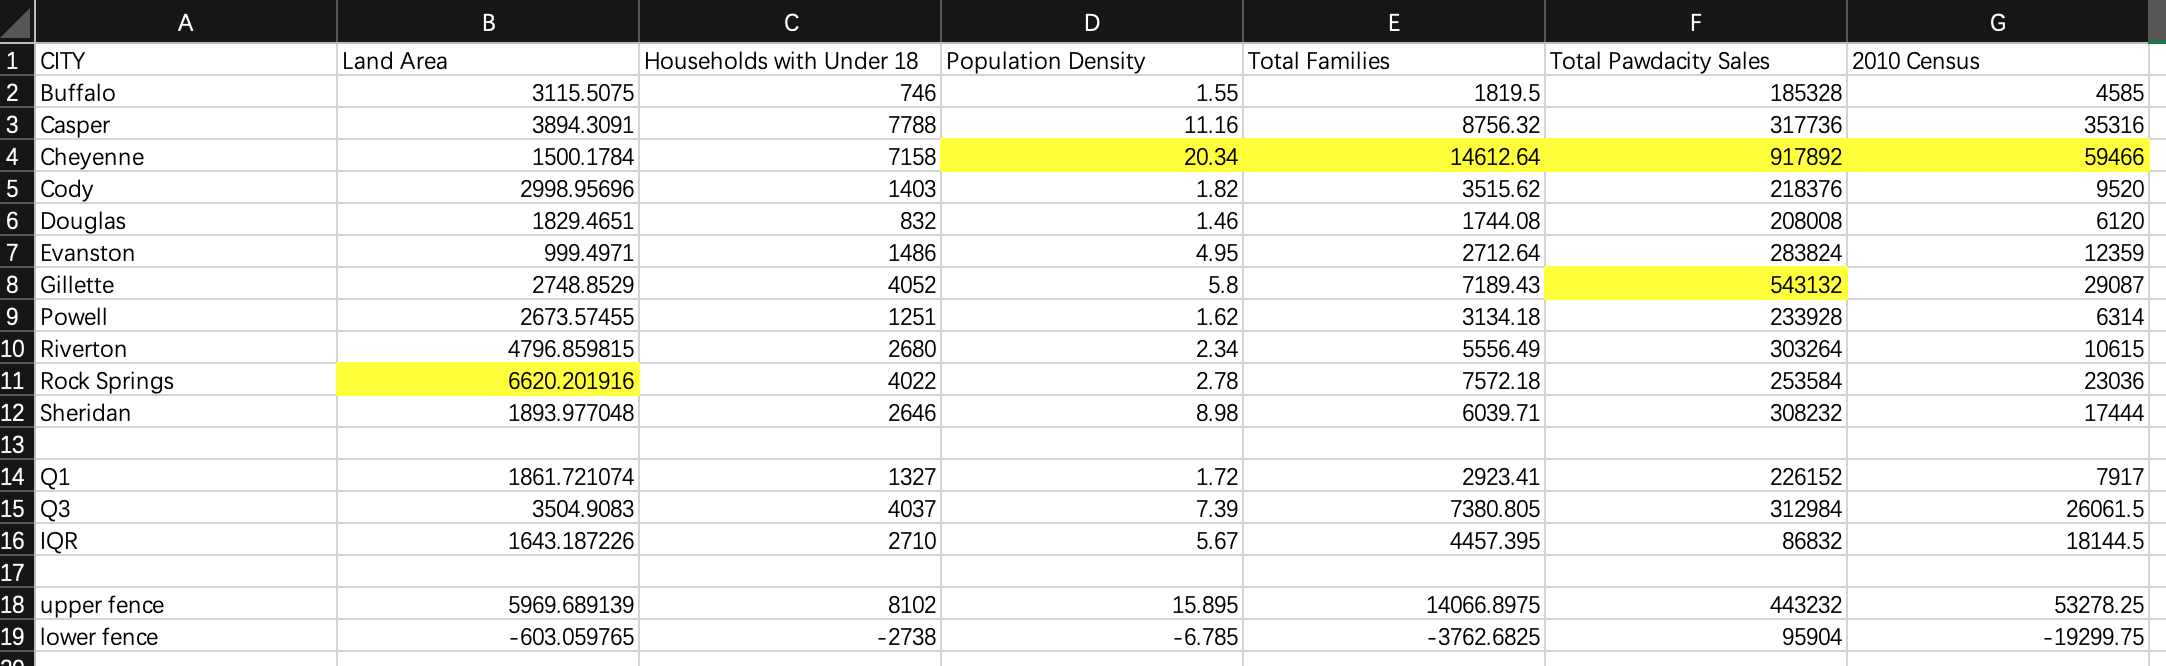 A B C D E F G
1 CITY Land Area Households with Under 18 Population Density Total Families Total Pawdacity Sales 2010 Census
2 Buffalo 3115.5075 746 1.55 1819.5 185328 4585
3 Casper 3894.3091 7788 11.16 8756.32 317736 35316
4 Cheyenne 1500.1784 7158 20.34 14612.64 917892 59466
5 Cody 2998.95696 1403 1.82 3515.62 218376 9520
6 Douglas 1829.4651 832 1.46 1744.08 208008 6120
7 Evanston 999.4971 1486 4.95 2712.64 283824 12359
8 Gillette 2748.8529 4052 5.8 7189.43 543132 29087
9 Powell 2673.57455 1251 1.62 3134.18 233928 6314
10 Riverton 4796.859815 2680 2.34 5556.49 303264 10615
11 Rock Springs 6620.201916 4022 2.78 7572.18 253584 23036
12 Sheridan 1893.977048 2646 8.98 6039.71 308232 17444
13
14 Q1 1861.721074 1327 1.72 2923.41 226152 7917
15 Q3 3504.9083 4037 7.39 7380.805 312984 26061.5
16 IQR 1643.187226 2710 5.67 4457.395 86832 18144.5
17
18 upper fence 5969.689139 8102 15.895 14066.8975 443232 53278.25
19 lower fence -603.059765 -2738 -6.785 -3762.6825 95904 -19299.75
20